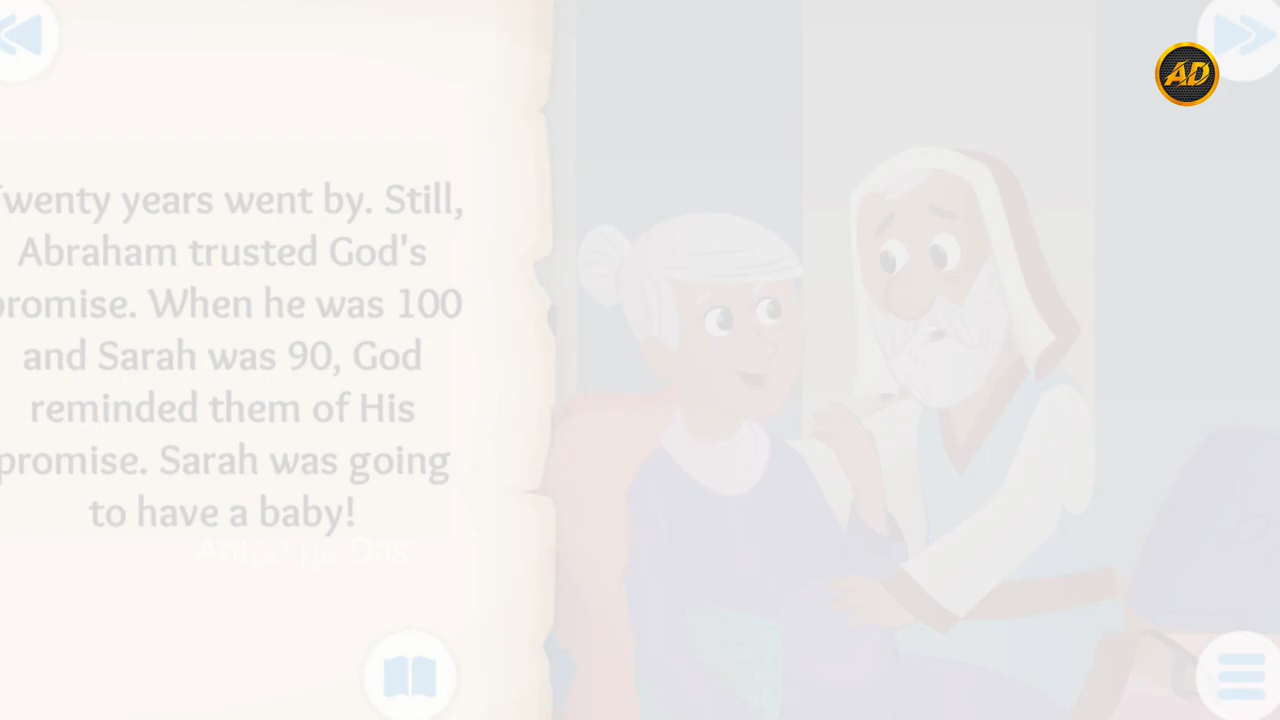 Twenty years went by. Still,
Abraham trusted God's
promise. When he was 100
and Sarah was 90, God
reminded them of His
promise. Sarah was going
to have a baby!
Das
AD